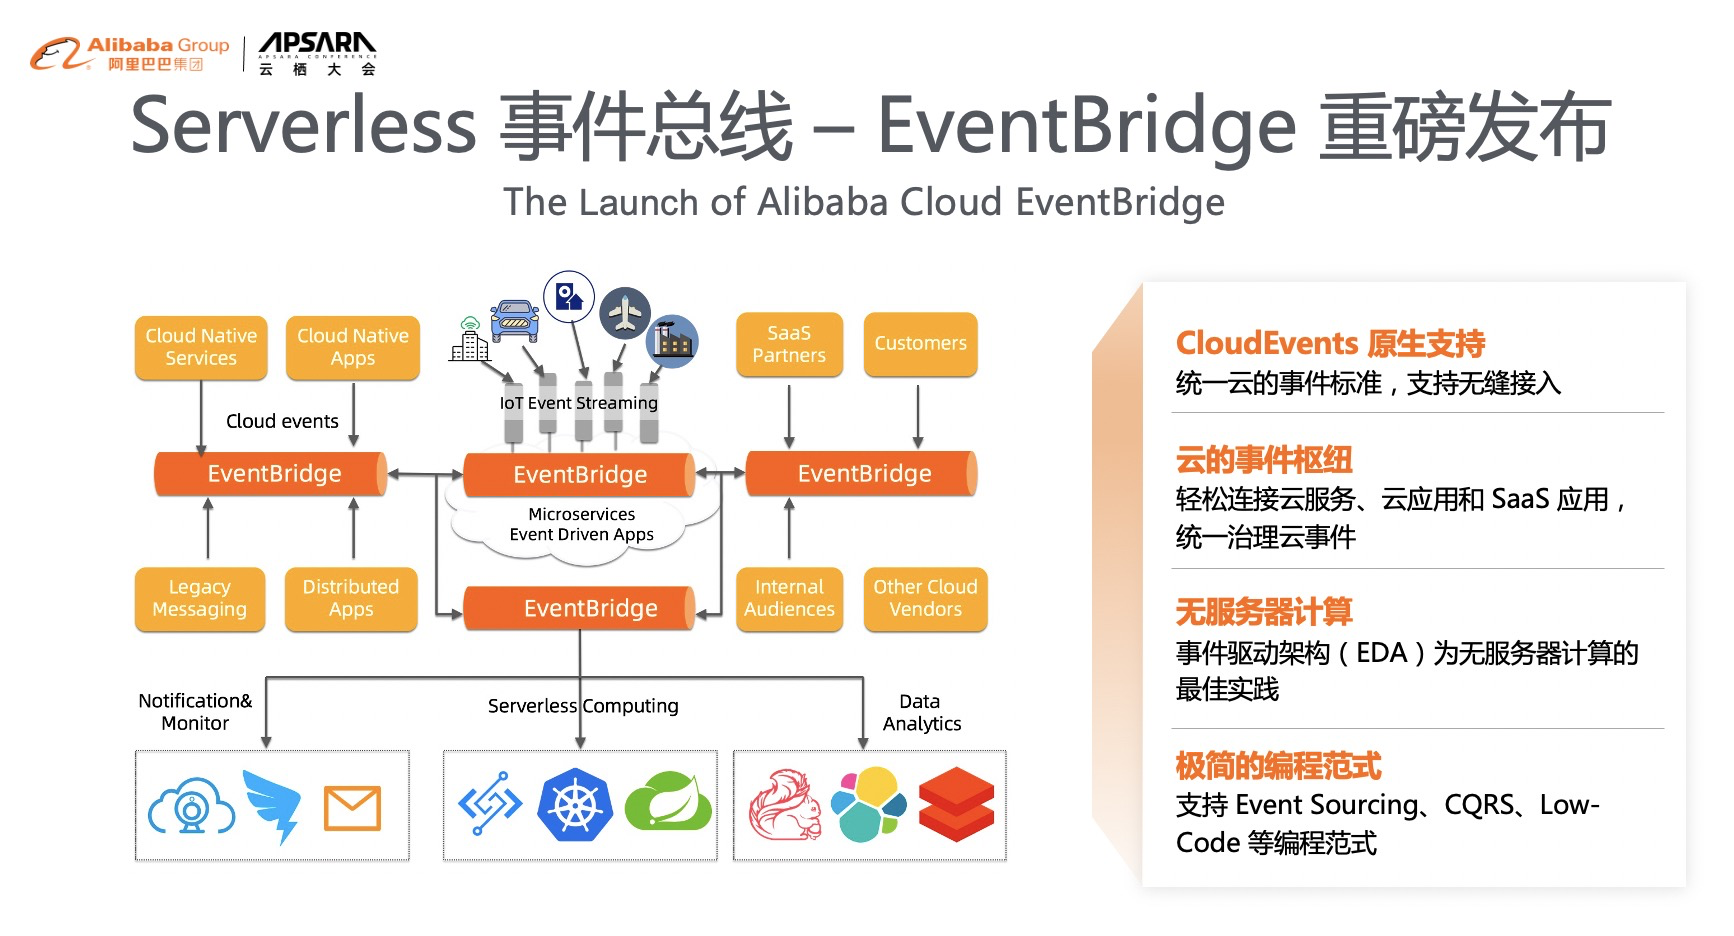 Alibaba Group
阿里巴巴集团
APSARA
APSARA CONFERENCE
云栖大会
Serverless 事件总线 – EventBridge 重磅发布
The Launch of Alibaba Cloud EventBridge
Cloud Native
Services
Cloud Native
Apps
Cloud events
EventBridge
Legacy
Messaging
Distributed
Apps
IoT Event Streaming
EventBridge
Microservices
Event Driven Apps
EventBridge
SaaS
Partners
Customers
EventBridge
Internal
Audiences
Other Cloud
Vendors
Notification&
Monitor
Serverless Computing
Data
Analytics
CloudEvents 原生支持
统一云的事件标准，支持无缝接入
云的事件枢纽
轻松连接云服务、云应用和 SaaS 应用，
统一治理云事件
无服务器计算
事件驱动架构（EDA）为无服务器计算的
最佳实践
极简的编程范式
支持 Event Sourcing、CQRS、Low-
Code 等编程范式